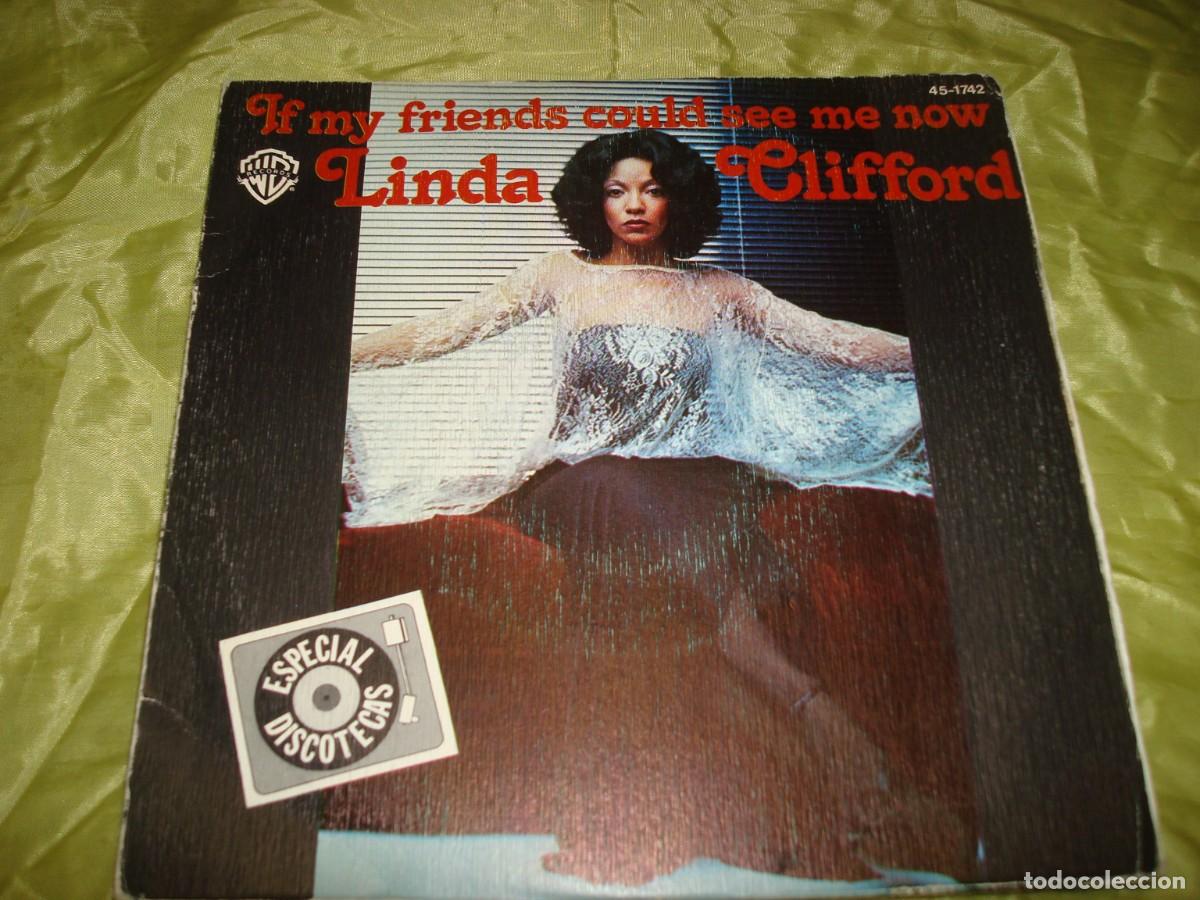 45-1742
If my friends could see me now
WB
RECORDS
Linda Clifford
ESPECIAL
DISCOTECAS
todocoleccion